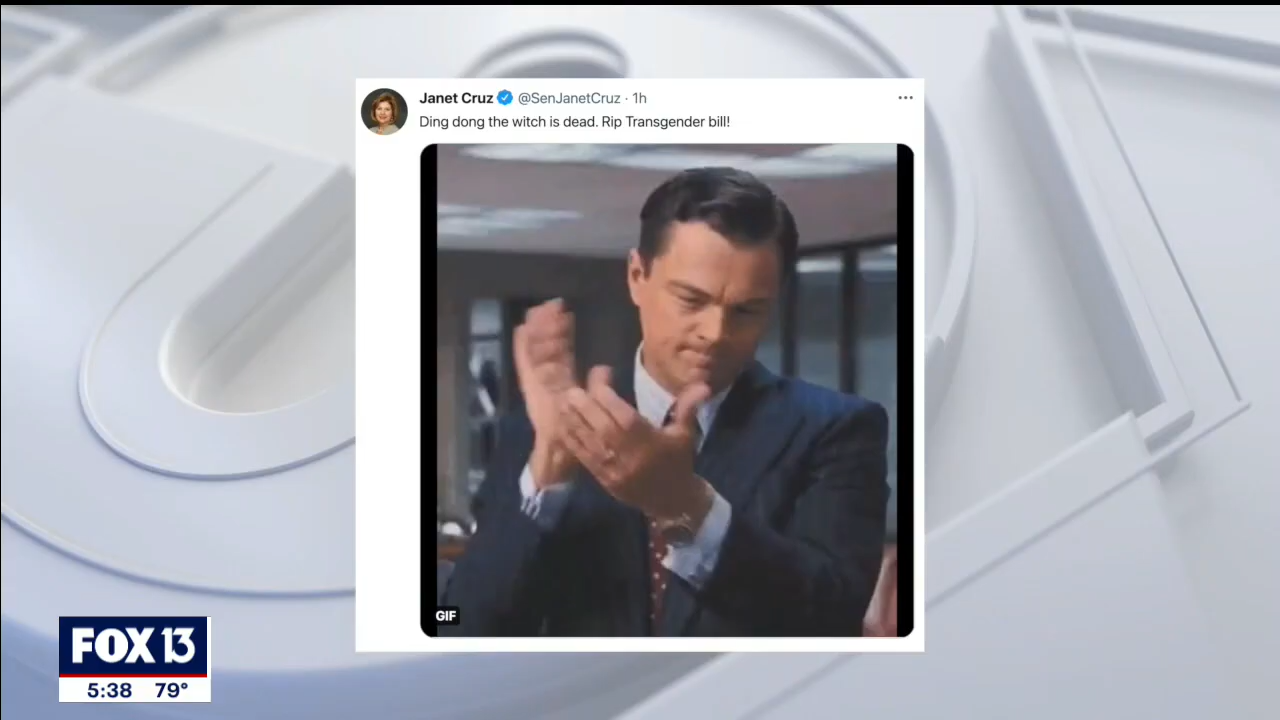 Janet Cruz @SenJanetCruz · 1h
Ding dong the witch is dead. Rip Transgender bill!
GIF
FOX 13
5:38 79°